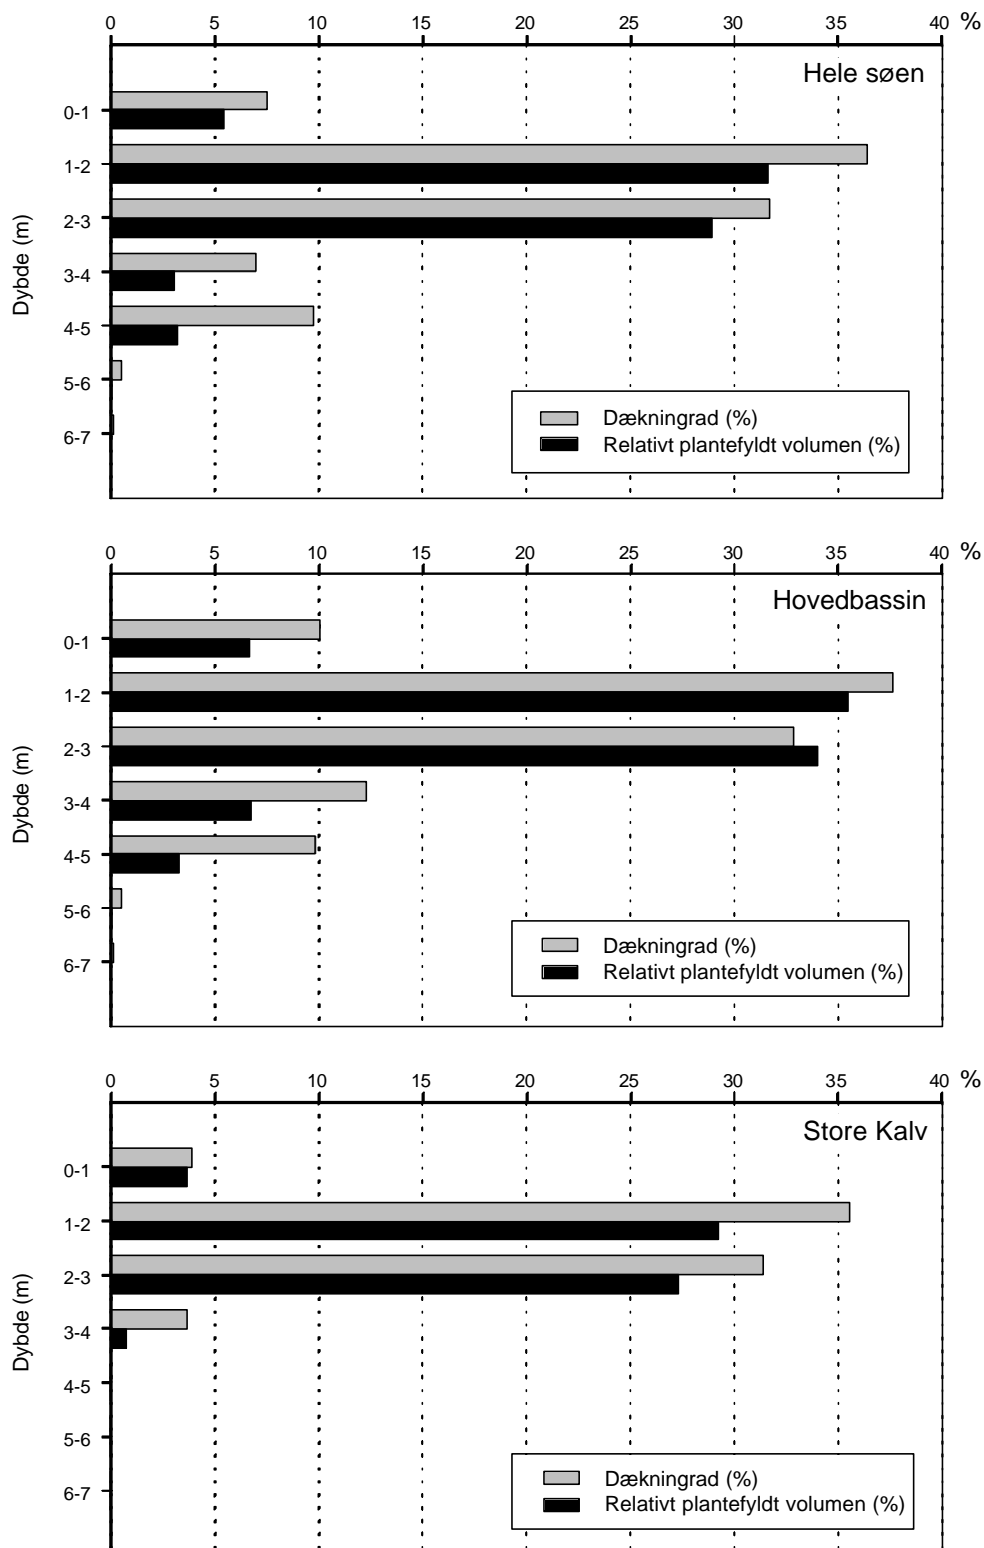 0 5 10 15 20 25 30 35 40 %
Hele søen
Dybde (m)
0-1
1-2
2-3
3-4
4-5
5-6
6-7
Dækningrad (%)
Relativt plantefyldt volumen (%)
0 5 10 15 20 25 30 35 40 %
Hovedbassin
Dybde (m)
0-1
1-2
2-3
3-4
4-5
5-6
6-7
Dækningrad (%)
Relativt plantefyldt volumen (%)
0 5 10 15 20 25 30 35 40 %
Store Kalv
Dybde (m)
0-1
1-2
2-3
3-4
4-5
5-6
6-7
Dækningrad (%)
Relativt plantefyldt volumen (%)